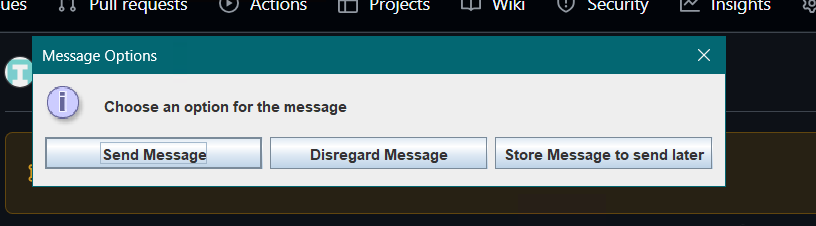 ues Pull requests Actions Projects Wiki Security Insights
Message Options
Choose an option for the message
Send Message Disregard Message Store Message to send later